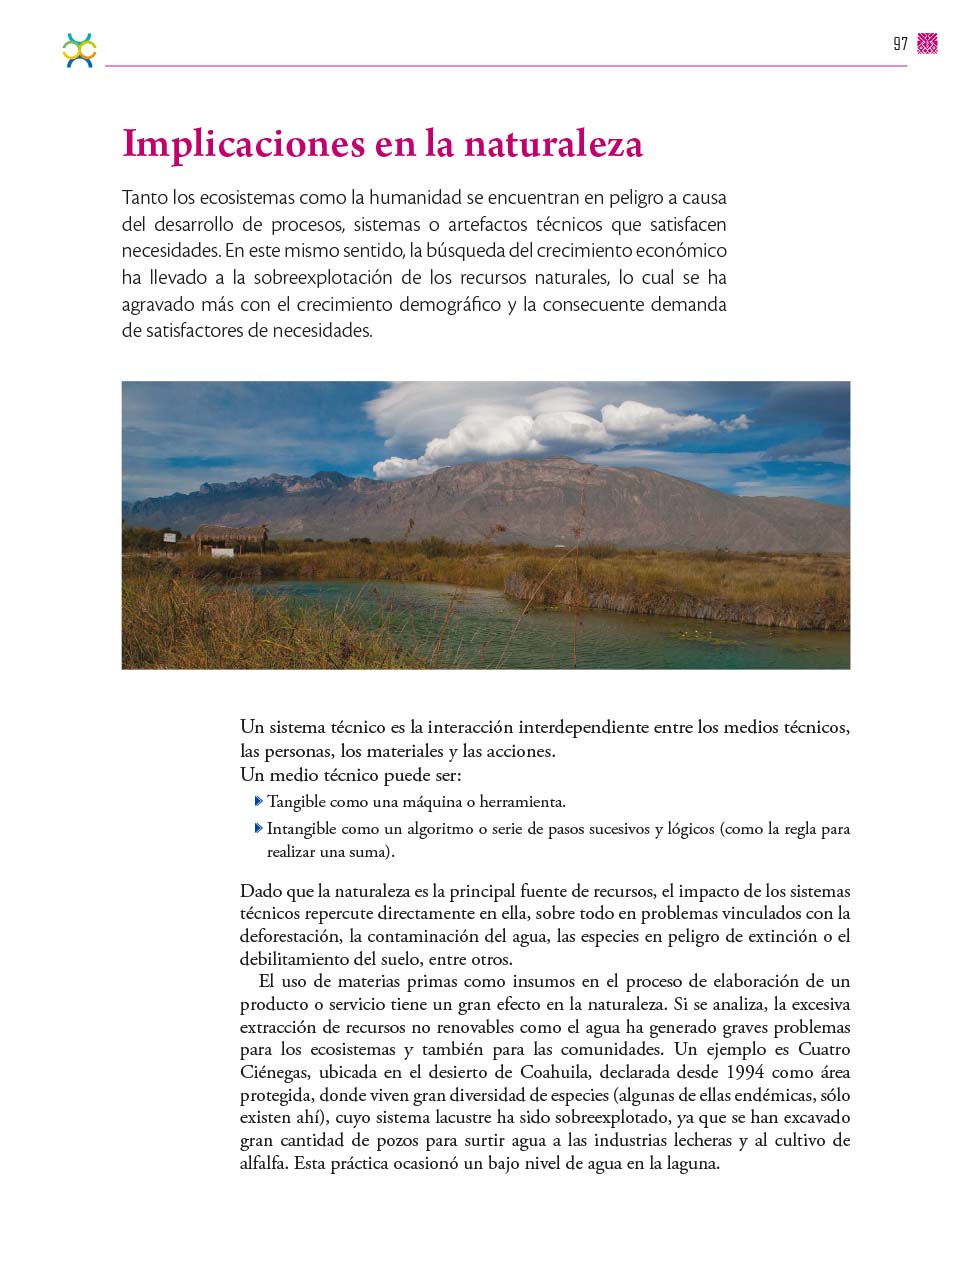 97
Implicaciones en la naturaleza
Tanto los ecosistemas como la humanidad se encuentran en peligro a causa
del desarrollo de procesos, sistemas o artefactos técnicos que satisfacen
necesidades. En este mismo sentido, la búsqueda del crecimiento económico
ha llevado a la sobreexplotación de los recursos naturales, lo cual se ha
agravado más con el crecimiento demográfico y la consecuente demanda
de satisfactores de necesidades.
Un sistema técnico es la interacción interdependiente entre los medios técnicos,
las personas, los materiales y las acciones.
Un medio técnico puede ser:
Tangible como una máquina o herramienta.
Intangible como un algoritmo o serie de pasos sucesivos y lógicos (como la regla para
realizar una suma).
Dado que la naturaleza es la principal fuente de recursos, el impacto de los sistemas
técnicos repercute directamente en ella, sobre todo en problemas vinculados con la
deforestación, la contaminación del agua, las especies en peligro de extinción o el
debilitamiento del suelo, entre otros.
El uso de materias primas como insumos en el proceso de elaboración de un
producto o servicio tiene un gran efecto en la naturaleza. Si se analiza, la excesiva
extracción de recursos no renovables como el agua ha generado graves problemas
para los ecosistemas y también para las comunidades. Un ejemplo es Cuatro
Ciénegas, ubicada en el desierto de Coahuila, declarada desde 1994 como área
protegida, donde viven gran diversidad de especies (algunas de ellas endémicas, sólo
existen ahí), cuyo sistema lacustre ha sido sobreexplotado, ya que se han excavado
gran cantidad de pozos para surtir agua a las industrias lecheras y al cultivo de
alfalfa. Esta práctica ocasionó un bajo nivel de agua en la laguna.